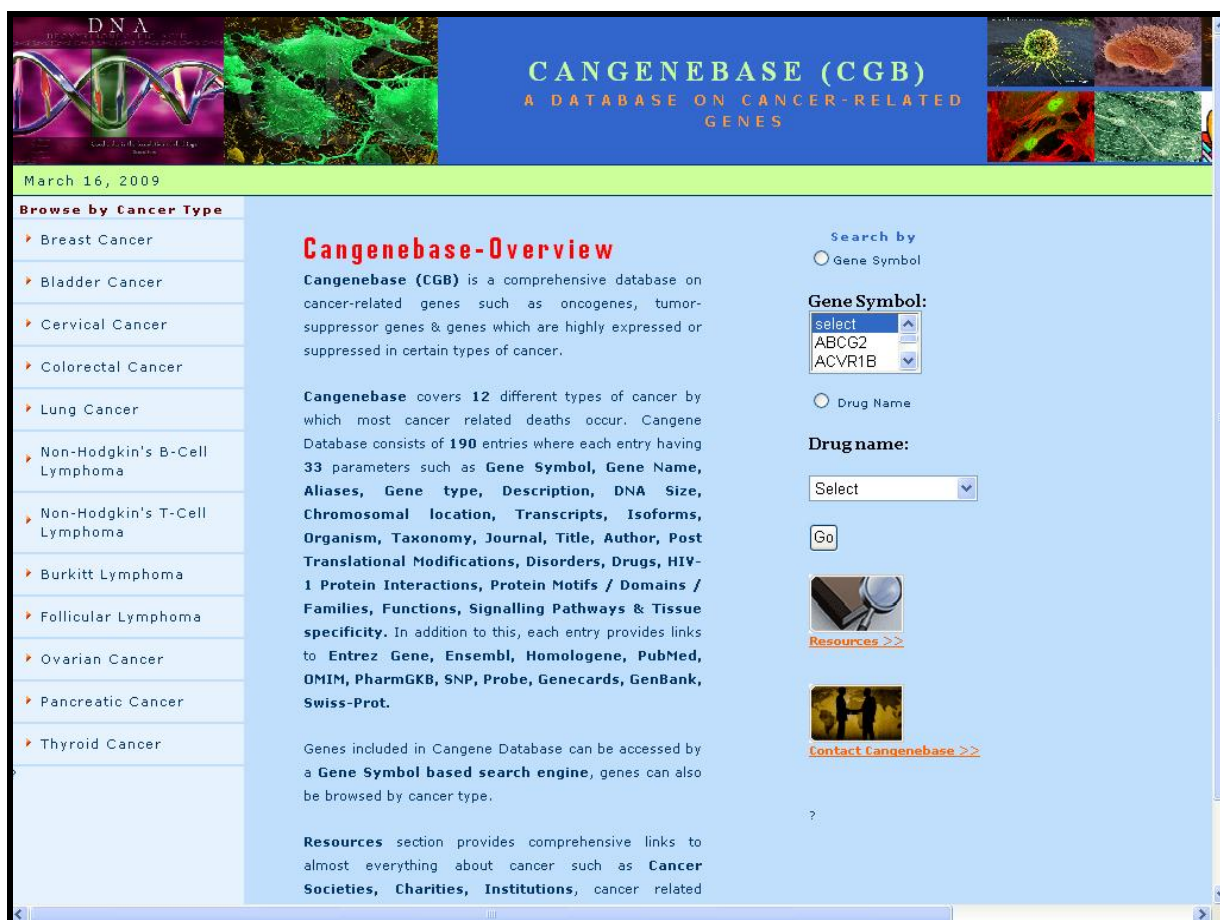 DNA
CANGENEBASE (CGB)
A DATABASE ON CANCER-RELATED
GENES
March 16, 2009
Browse by Cancer Type
Breast Cancer
Bladder Cancer
Cervical Cancer
Colorectal Cancer
Lung Cancer
Non-Hodgkin's B-Cell
Lymphoma
Non-Hodgkin's T-Cell
Lymphoma
Burkitt Lymphoma
Follicular Lymphoma
Ovarian Cancer
Pancreatic Cancer
Thyroid Cancer
?
Cangenebase-Overview
Cangenebase (CGB) is a comprehensive database on
cancer-related genes such as oncogenes, tumor-
suppressor genes & genes which are highly expressed or
suppressed in certain types of cancer.
Cangenebase covers 12 different types of cancer by
which most cancer related deaths occur. Cangene
Database consists of 190 entries where each entry having
33 parameters such as Gene Symbol, Gene Name,
Aliases, Gene type, Description, DNA Size,
Chromosomal location, Transcripts, Isoforms,
Organism, Taxonomy, Journal, Title, Author, Post
Translational Modifications, Disorders, Drugs, HIV-
1 Protein Interactions, Protein Motifs / Domains /
Families, Functions, Signalling Pathways & Tissue
specificity. In addition to this, each entry provides links
to Entrez Gene, Ensembl, Homologene, PubMed,
OMIM, PharmGKB, SNP, Probe, Genecards, GenBank,
Swiss-Prot.
Genes included in Cangene Database can be accessed by
a Gene Symbol based search engine, genes can also
be browsed by cancer type.
Resources section provides comprehensive links to
almost everything about cancer such as Cancer
Societies, Charities, Institutions, cancer related
Search by
Gene Symbol
Gene Symbol:
select
ABCG2
ACVR1B
Drug Name
Drug name:
Select
Go
Resources >>
Contact Cangenebase >>
?